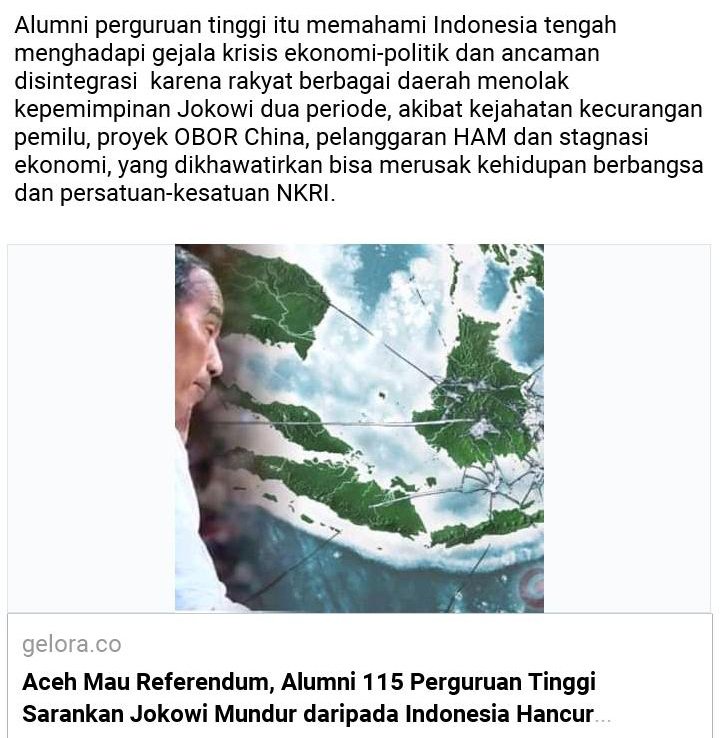 Alumni perguruan tinggi itu memahami Indonesia tengah
menghadapi gejala krisis ekonomi-politik dan ancaman
disintegrasi  karena rakyat berbagai daerah menolak
kepemimpinan Jokowi dua periode, akibat kejahatan kecurangan
pemilu, proyek OBOR China, pelanggaran HAM dan stagnasi
ekonomi, yang dikhawatirkan bisa merusak kehidupan berbangsa
dan persatuan-kesatuan NKRI.
gelora.co
Aceh Mau Referendum, Alumni 115 Perguruan Tinggi
Sarankan Jokowi Mundur daripada Indonesia Hancur...